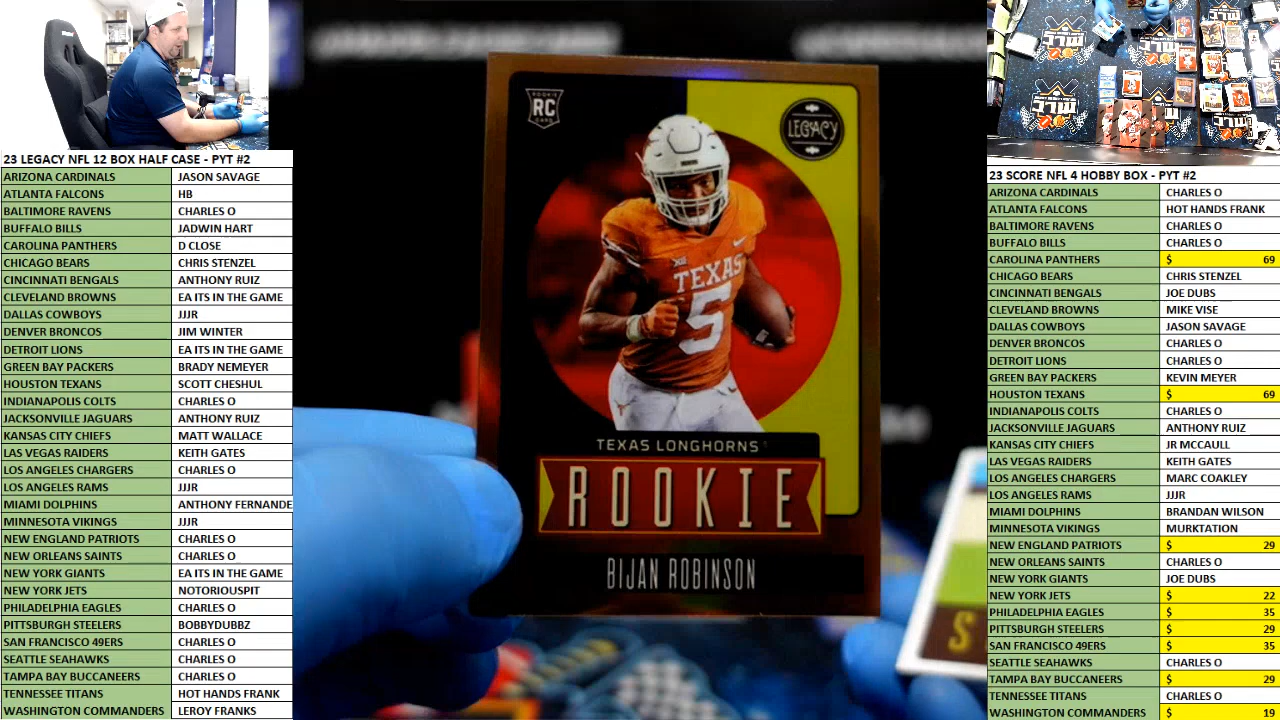 23 LEGACY NFL 12 BOX HALF CASE - PYT #2
ARIZONA CARDINALS JASON SAVAGE
ATLANTA FALCONS HB
BALTIMORE RAVENS CHARLES O
BUFFALO BILLS JADWIN HART
CAROLINA PANTHERS D CLOSE
CHICAGO BEARS CHRIS STENZEL
CINCINNATI BENGALS ANTHONY RUIZ
CLEVELAND BROWNS EA ITS IN THE GAME
DALLAS COWBOYS JJJR
DENVER BRONCOS JIM WINTER
DETROIT LIONS EA ITS IN THE GAME
GREEN BAY PACKERS BRADY NEMEYER
HOUSTON TEXANS SCOTT CHESHUL
INDIANAPOLIS COLTS CHARLES O
JACKSONVILLE JAGUARS ANTHONY RUIZ
KANSAS CITY CHIEFS MATT WALLACE
LAS VEGAS RAIDERS KEITH GATES
LOS ANGELES CHARGERS CHARLES O
LOS ANGELES RAMS JJJR
MIAMI DOLPHINS ANTHONY FERNANDE
MINNESOTA VIKINGS JJJR
NEW ENGLAND PATRIOTS CHARLES O
NEW ORLEANS SAINTS CHARLES O
NEW YORK GIANTS EA ITS IN THE GAME
NEW YORK JETS NOTORIOUSPIT
PHILADELPHIA EAGLES CHARLES O
PITTSBURGH STEELERS BOBBYDUBBZ
SAN FRANCISCO 49ERS CHARLES O
SEATTLE SEAHAWKS CHARLES O
TAMPA BAY BUCCANEERS CHARLES O
TENNESSEE TITANS HOT HANDS FRANK
WASHINGTON COMMANDERS LEROY FRANKS
ROOKIE
RC
CARD
LEGACY
TEXAS
5
TEXAS LONGHORNS
ROOKIE
BIJAN ROBINSON
S
23 SCORE NFL 4 HOBBY BOX - PYT #2
ARIZONA CARDINALS CHARLES O
ATLANTA FALCONS HOT HANDS FRANK
BALTIMORE RAVENS CHARLES O
BUFFALO BILLS CHARLES O
CAROLINA PANTHERS $ 69
CHICAGO BEARS CHRIS STENZEL
CINCINNATI BENGALS JOE DUBS
CLEVELAND BROWNS MIKE VISE
DALLAS COWBOYS JASON SAVAGE
DENVER BRONCOS CHARLES O
DETROIT LIONS CHARLES O
GREEN BAY PACKERS KEVIN MEYER
HOUSTON TEXANS $ 69
INDIANAPOLIS COLTS CHARLES O
JACKSONVILLE JAGUARS ANTHONY RUIZ
KANSAS CITY CHIEFS JR MCCAULL
LAS VEGAS RAIDERS KEITH GATES
LOS ANGELES CHARGERS MARC COAKLEY
LOS ANGELES RAMS JJJR
MIAMI DOLPHINS BRANDAN WILSON
MINNESOTA VIKINGS MURKTATION
NEW ENGLAND PATRIOTS $ 29
NEW ORLEANS SAINTS CHARLES O
NEW YORK GIANTS JOE DUBS
NEW YORK JETS $ 22
PHILADELPHIA EAGLES $ 35
PITTSBURGH STEELERS $ 29
SAN FRANCISCO 49ERS $ 35
SEATTLE SEAHAWKS CHARLES O
TAMPA BAY BUCCANEERS $ 29
TENNESSEE TITANS CHARLES O
WASHINGTON COMMANDERS $ 19